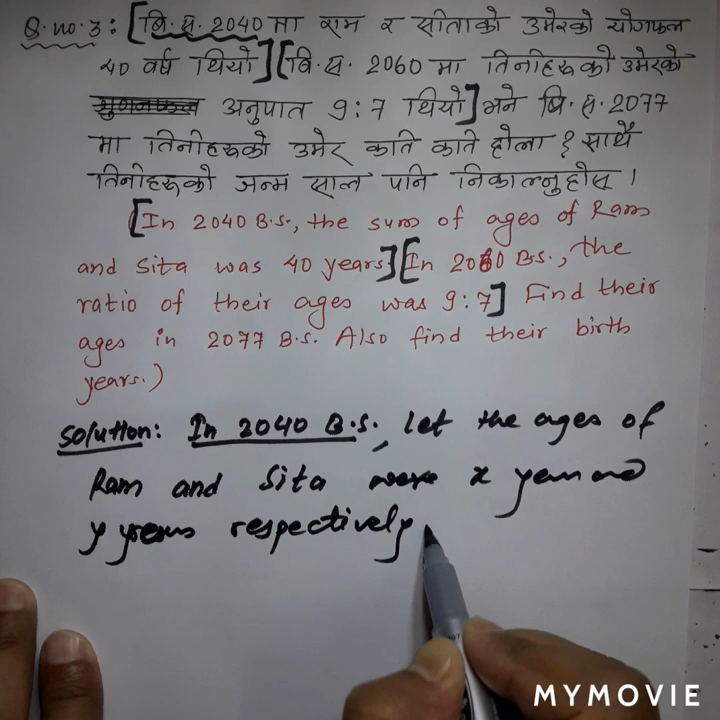 Q. no. 3: [बि. स. 2040 मा राम र सीताको उमेरको योगफल
40 वर्ष थियो] [बि. स. 2060 मा तिनीहरुको उमेरको
अनुपात 9:7 थियो] भने बि. स. 2077
मा तिनीहरुको उमेर काति काति होला ? साथै
तिनीहरुको जन्म साल पनि निकाल्नुहोस् ।
([In 2040 B.S., the sum of ages of Ram
and Sita was 40 years] [In 2060 B.S., the
ratio of their ages was 9:7] Find their
ages in 2077 B.S. Also find their birth
years.)
Solution: In 2040 B.S., let the ages of
Ram and Sita were x years and
y years respectively
MYMOVIE